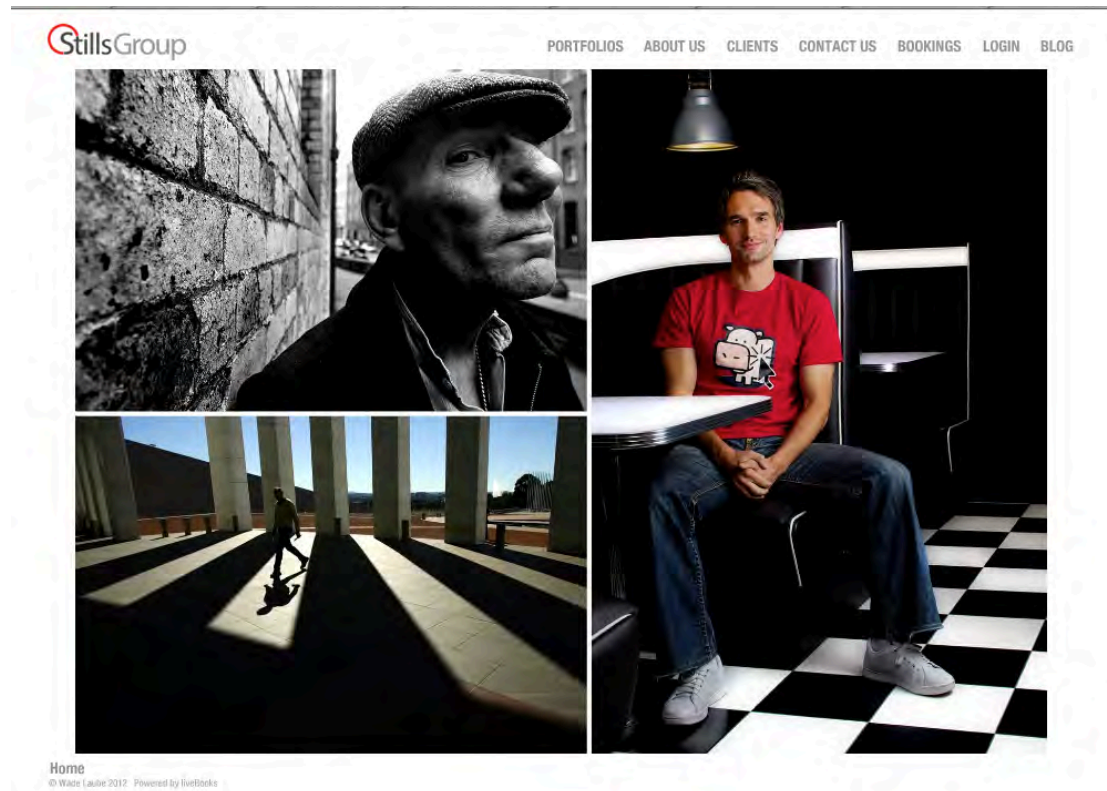 StillsGroup
PORTFOLIOS ABOUT US CLIENTS CONTACT US BOOKINGS LOGIN BLOG
Home
© Wade Laube 2012 Powered by liveBooks